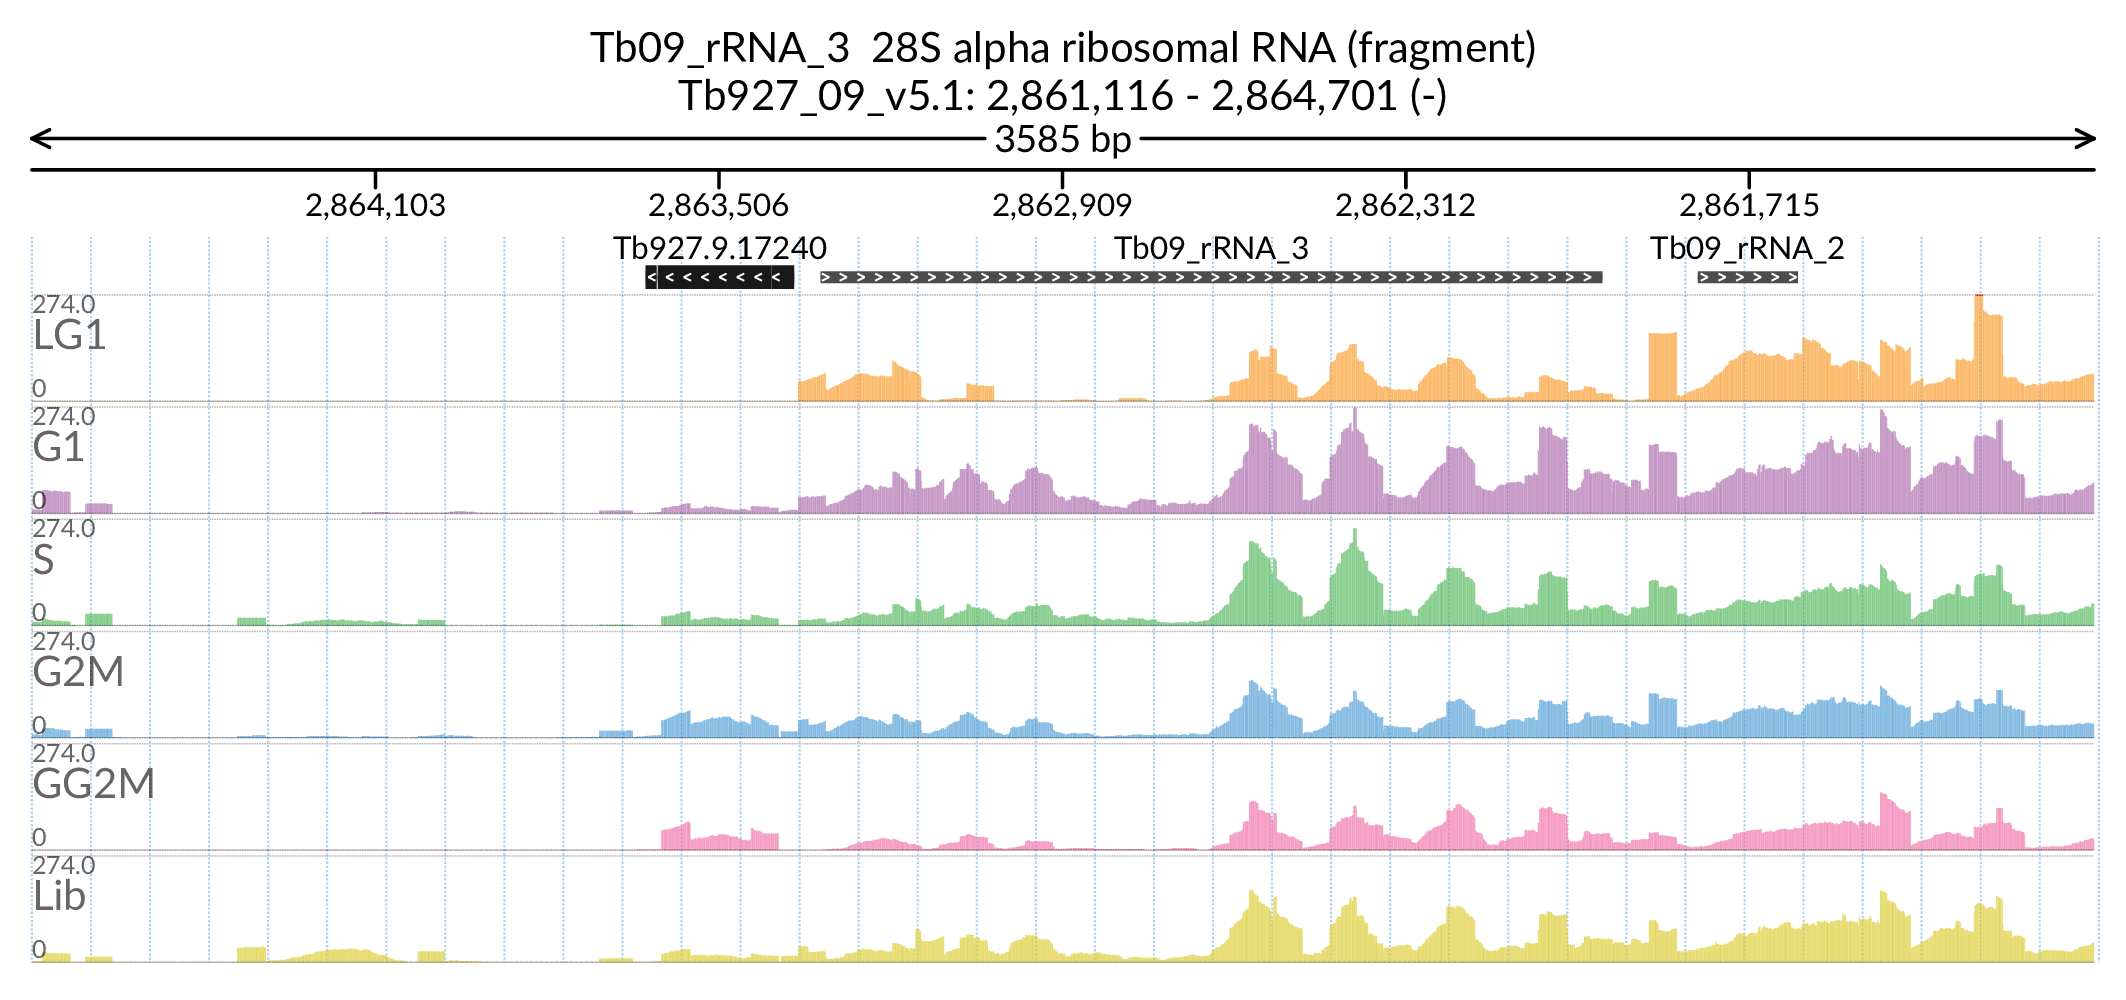 Tb09_rRNA_3  28S alpha ribosomal RNA (fragment)
Tb927_09_v5.1: 2,861,116 - 2,864,701 (-)
3585 bp
2,864,103 2,863,506 2,862,909 2,862,312 2,861,715
Tb927.9.17240 Tb09_rRNA_3 Tb09_rRNA_2
274.0
LG1
0
274.0
G1
0
274.0
S
0
274.0
G2M
0
274.0
GG2M
0
274.0
Lib
0